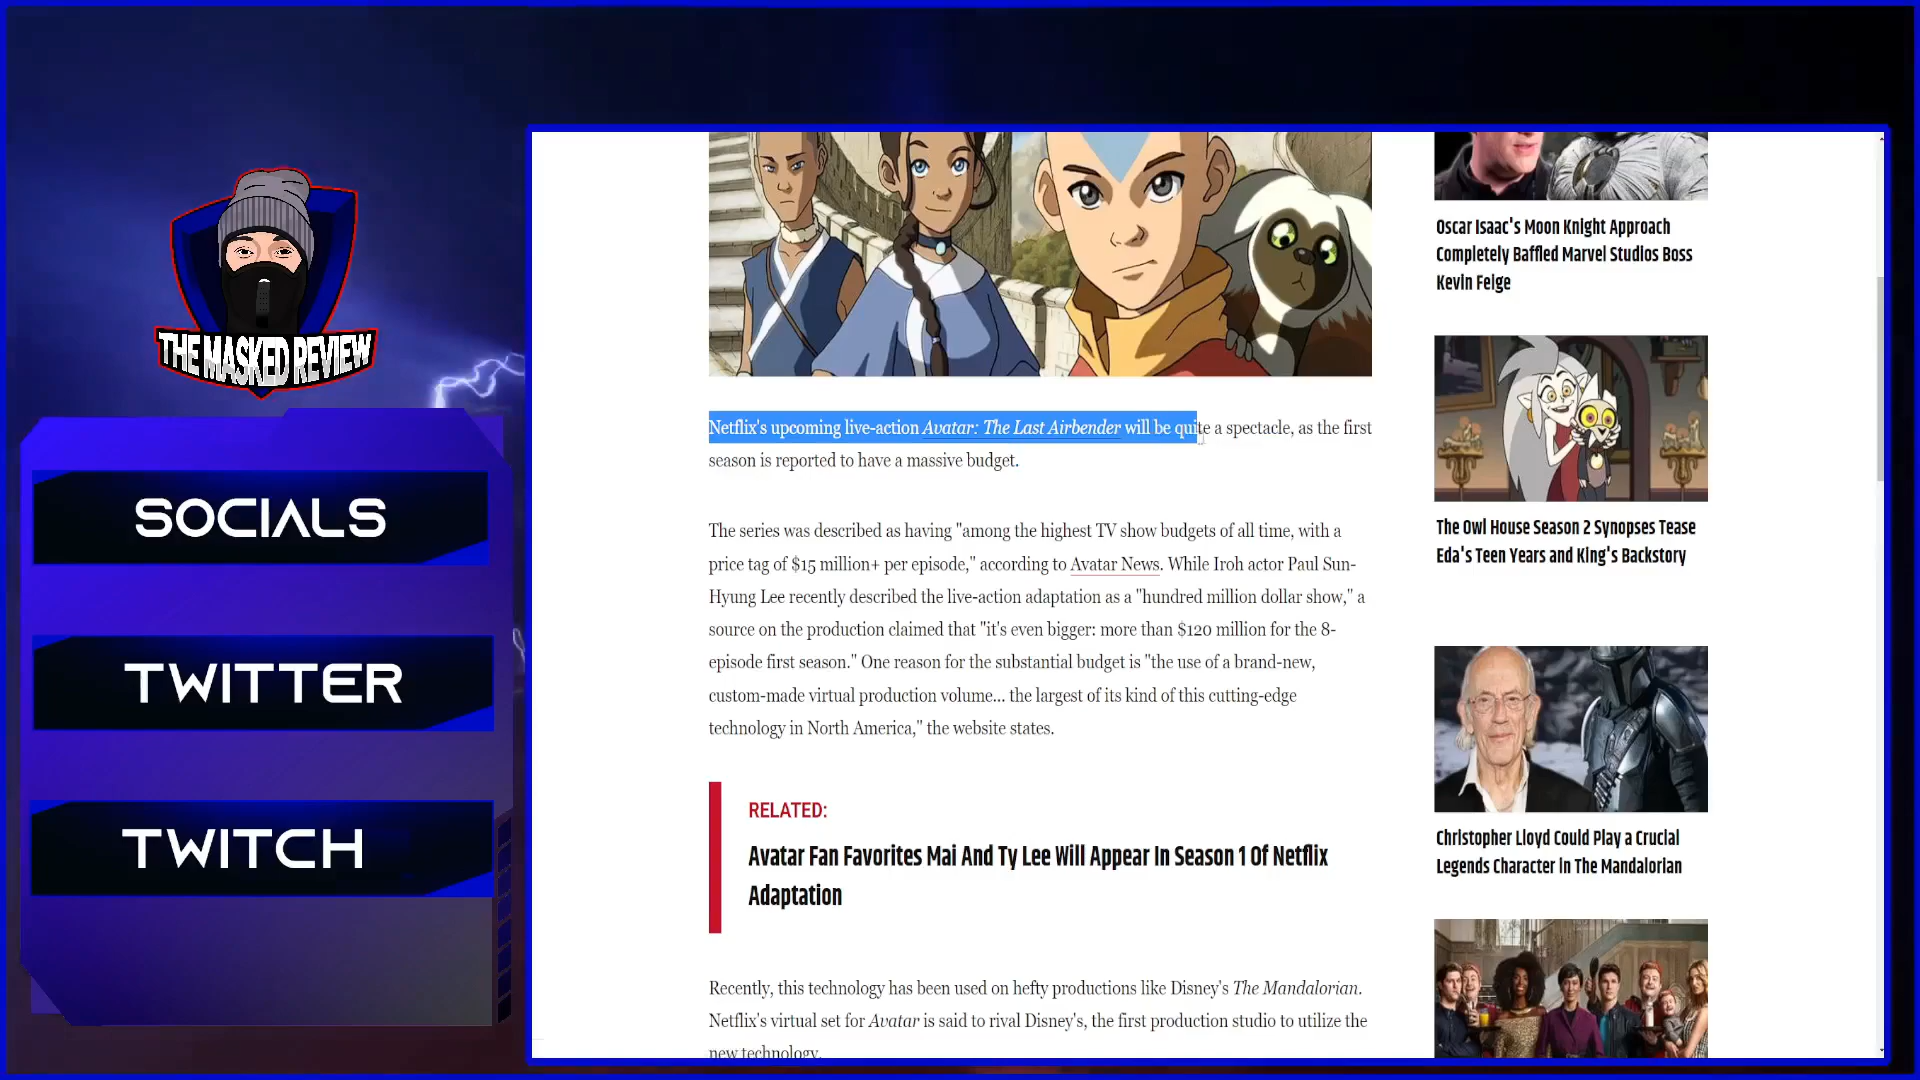 THE MASKED REVIEW
SOCIALS
TWITTER
TWITCH
Netflix's upcoming live-action Avatar: The Last Airbender will be quite a spectacle, as the first
season is reported to have a massive budget.
The series was described as having "among the highest TV show budgets of all time, with a
price tag of $15 million+ per episode," according to Avatar News. While Iroh actor Paul Sun-
Hyung Lee recently described the live-action adaptation as a "hundred million dollar show," a
source on the production claimed that "it's even bigger: more than $120 million for the 8-
episode first season." One reason for the substantial budget is "the use of a brand-new,
custom-made virtual production volume... the largest of its kind of this cutting-edge
technology in North America," the website states.
RELATED:
Avatar Fan Favorites Mai And Ty Lee Will Appear In Season 1 Of Netflix
Adaptation
Recently, this technology has been used on hefty productions like Disney's The Mandalorian.
Netflix's virtual set for Avatar is said to rival Disney's, the first production studio to utilize the
new technology.
Oscar Isaac's Moon Knight Approach
Completely Baffled Marvel Studios Boss
Kevin Feige
The Owl House Season 2 Synopses Tease
Eda's Teen Years and King's Backstory
Christopher Lloyd Could Play a Crucial
Legends Character in The Mandalorian